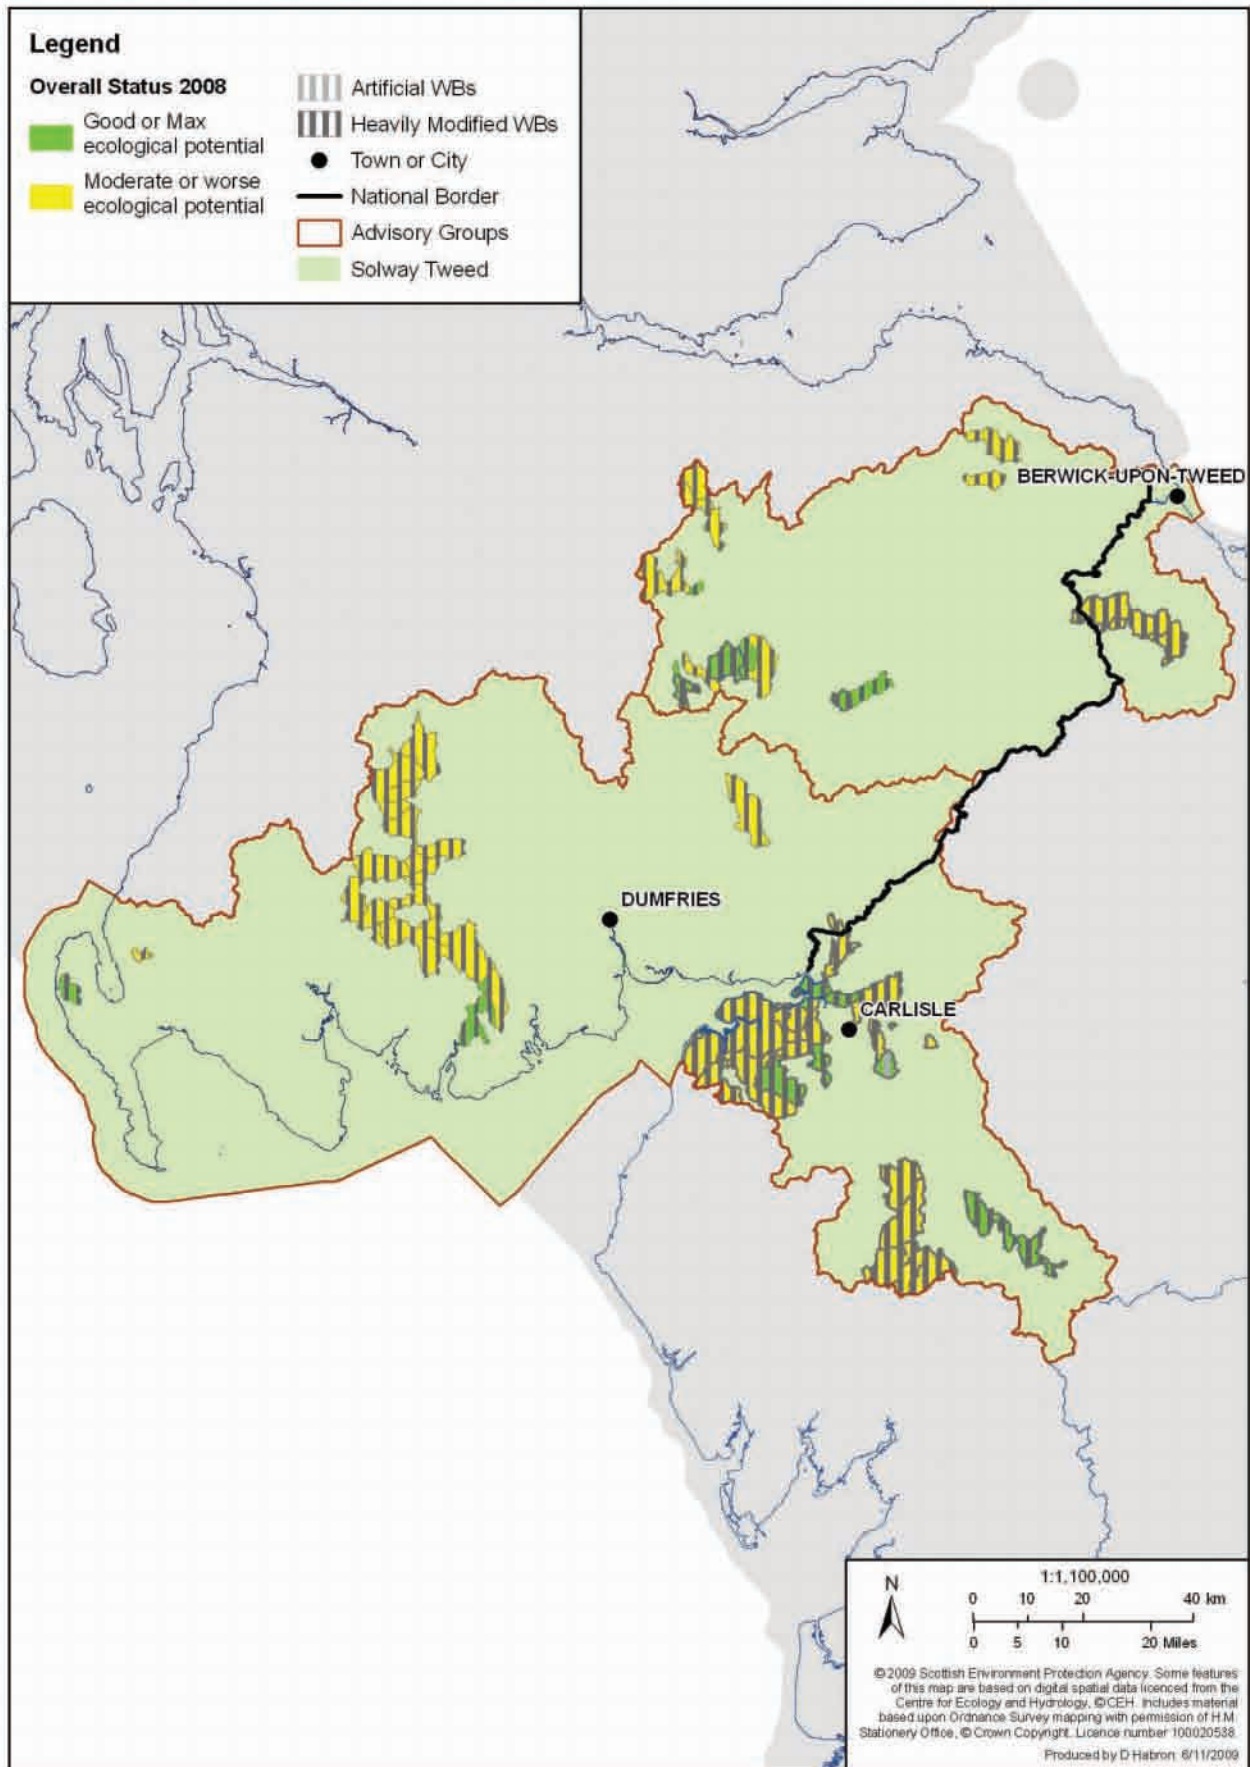 Legend
Overall Status 2008
Good or Max
ecological potential
Moderate or worse
ecological potential
Artificial WBs
Heavily Modified WBs
Town or City
National Border
Advisory Groups
Solway Tweed
BERWICK-UPON-TWEED
DUMFRIES
CARLISLE
N
1:1,100,000
0 10 20 40 km
0 5 10 20 Miles
© 2009 Scottish Environment Protection Agency. Some features
of this map are based on digital spatial data licenced from the
Centre for Ecology and Hydrology, © CEH. Includes material
based upon Ordnance Survey mapping with permission of H.M.
Stationery Office, © Crown Copyright. Licence number 100020538.
Produced by D Habron 6/11/2009